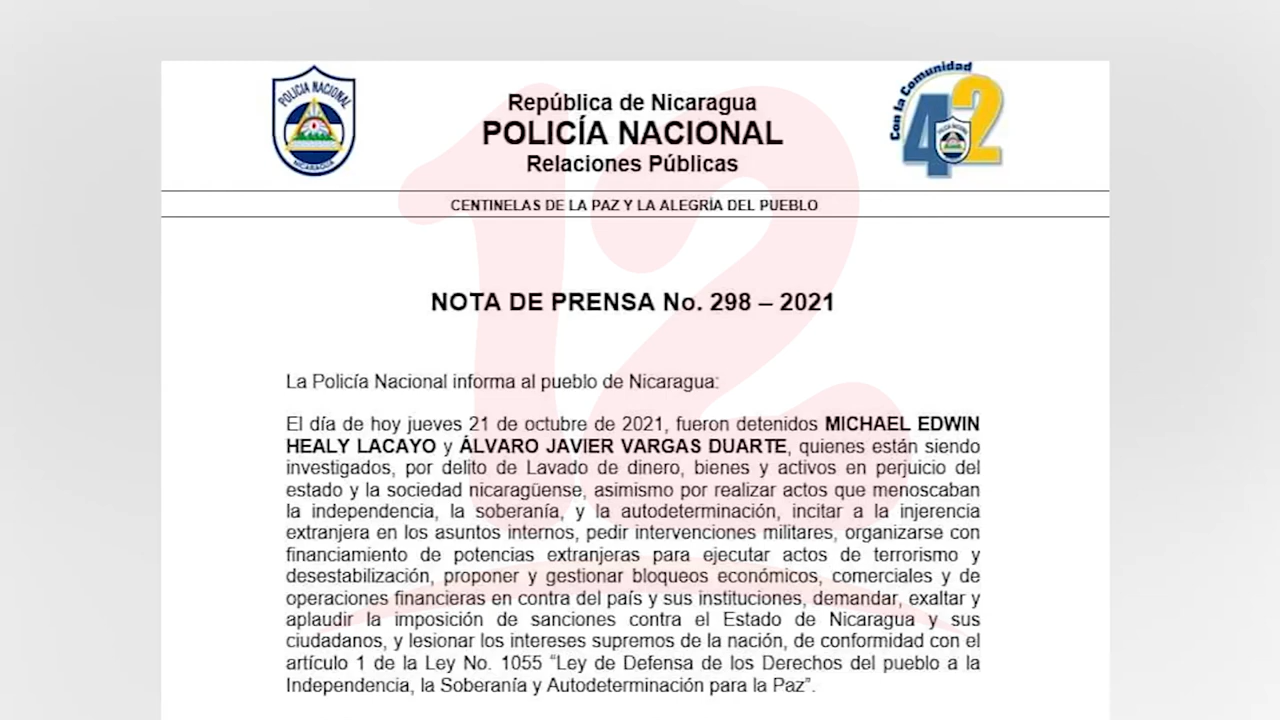 POLICIA NACIONAL
NICARAGUA
República de Nicaragua
POLICÍA NACIONAL
Relaciones Públicas
Con la Comunidad
42
CENTINELAS DE LA PAZ Y LA ALEGRÍA DEL PUEBLO
12
NOTA DE PRENSA No. 298 – 2021
La Policía Nacional informa al pueblo de Nicaragua:
El día de hoy jueves 21 de octubre de 2021, fueron detenidos MICHAEL EDWIN
HEALY LACAYO y ÁLVARO JAVIER VARGAS DUARTE, quienes están siendo
investigados, por delito de Lavado de dinero, bienes y activos en perjuicio del
estado y la sociedad nicaragüense, asimismo por realizar actos que menoscaban
la independencia, la soberanía, y la autodeterminación, incitar a la injerencia
extranjera en los asuntos internos, pedir intervenciones militares, organizarse con
financiamiento de potencias extranjeras para ejecutar actos de terrorismo y
desestabilización, proponer y gestionar bloqueos económicos, comerciales y de
operaciones financieras en contra del país y sus instituciones, demandar, exaltar y
aplaudir la imposición de sanciones contra el Estado de Nicaragua y sus
ciudadanos, y lesionar los intereses supremos de la nación, de conformidad con el
artículo 1 de la Ley No. 1055 “Ley de Defensa de los Derechos del pueblo a la
Independencia, la Soberanía y Autodeterminación para la Paz”.